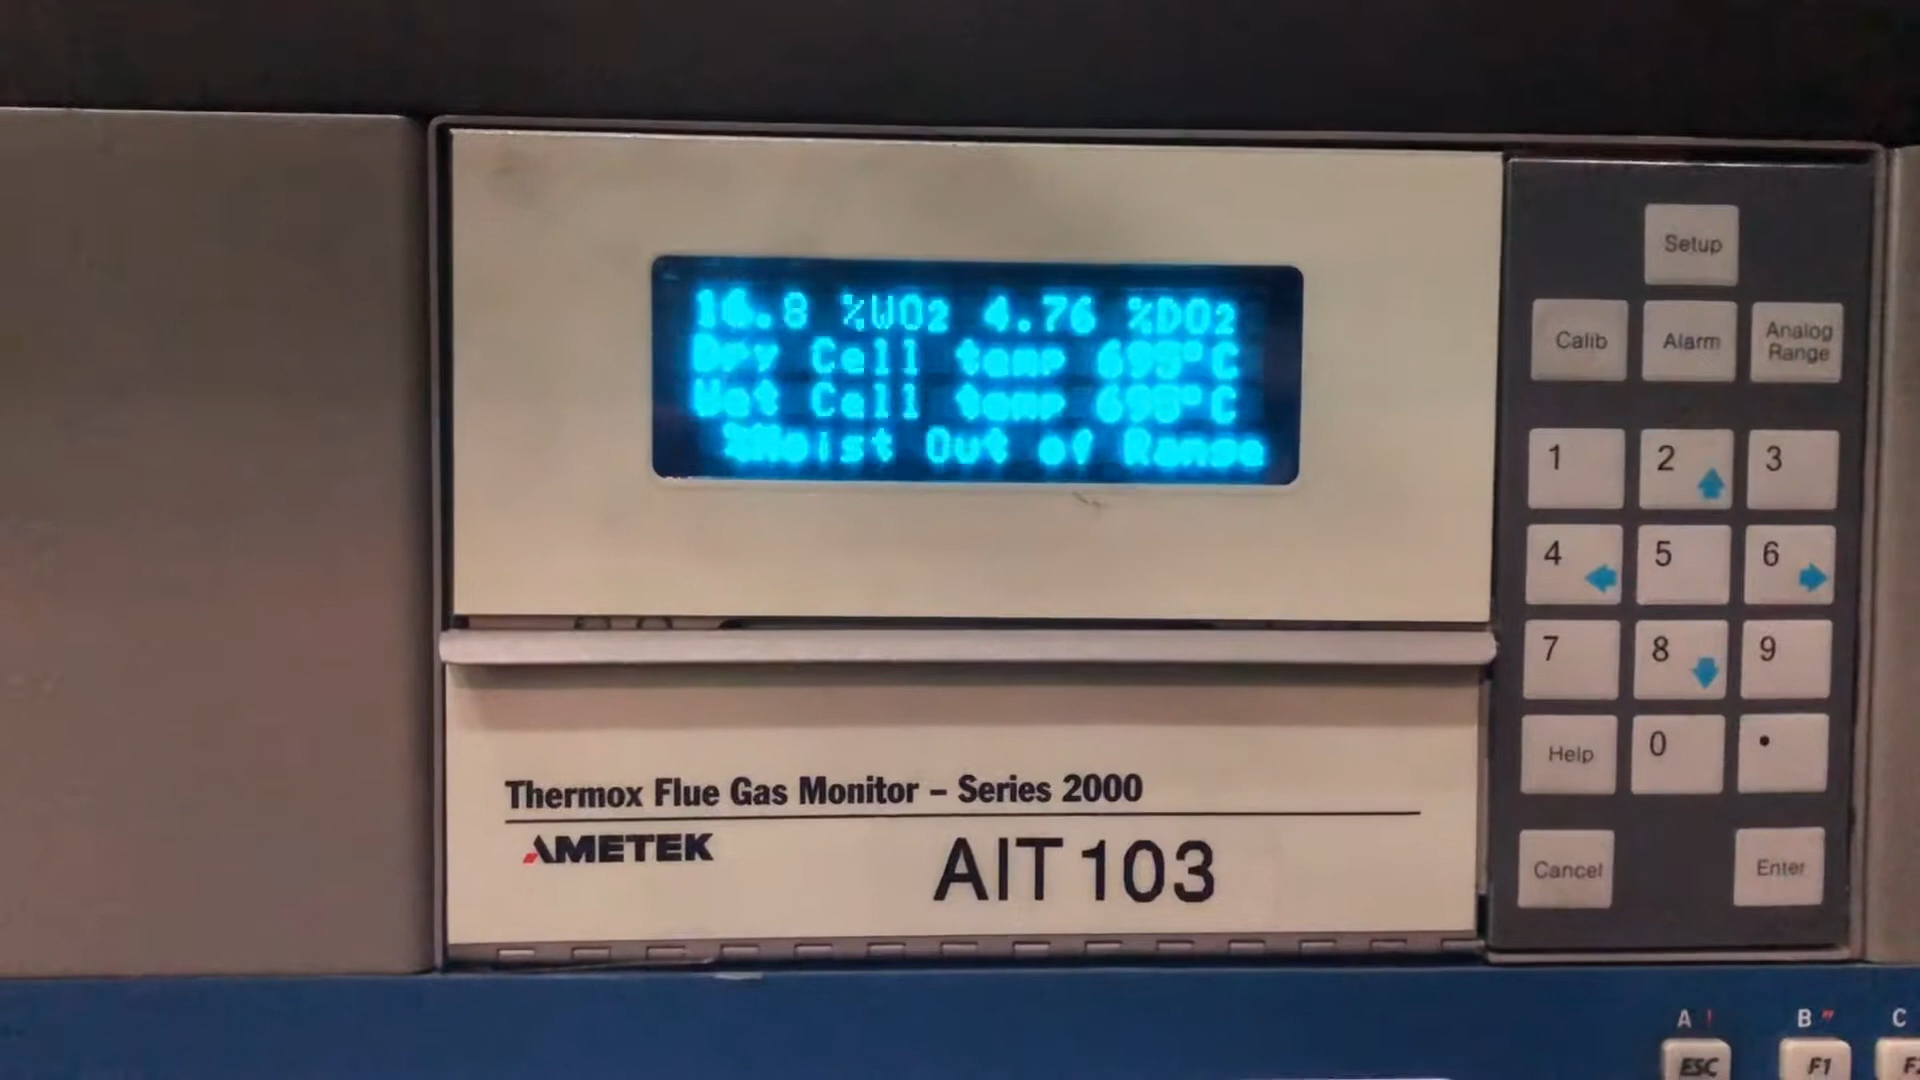 16.8 %WO₂ 4.76 %DO₂
Dry Cell temp 695°C
Wet Cell temp 695°C
%Moist Out of Range
Thermox Flue Gas Monitor – Series 2000
AMETEK
AIT 103
Setup
Calib
Alarm
Analog
Range
1
2
3
4
5
6
7
8
9
Help
0
•
Cancel
Enter
A !
B "
C
ESC
F1